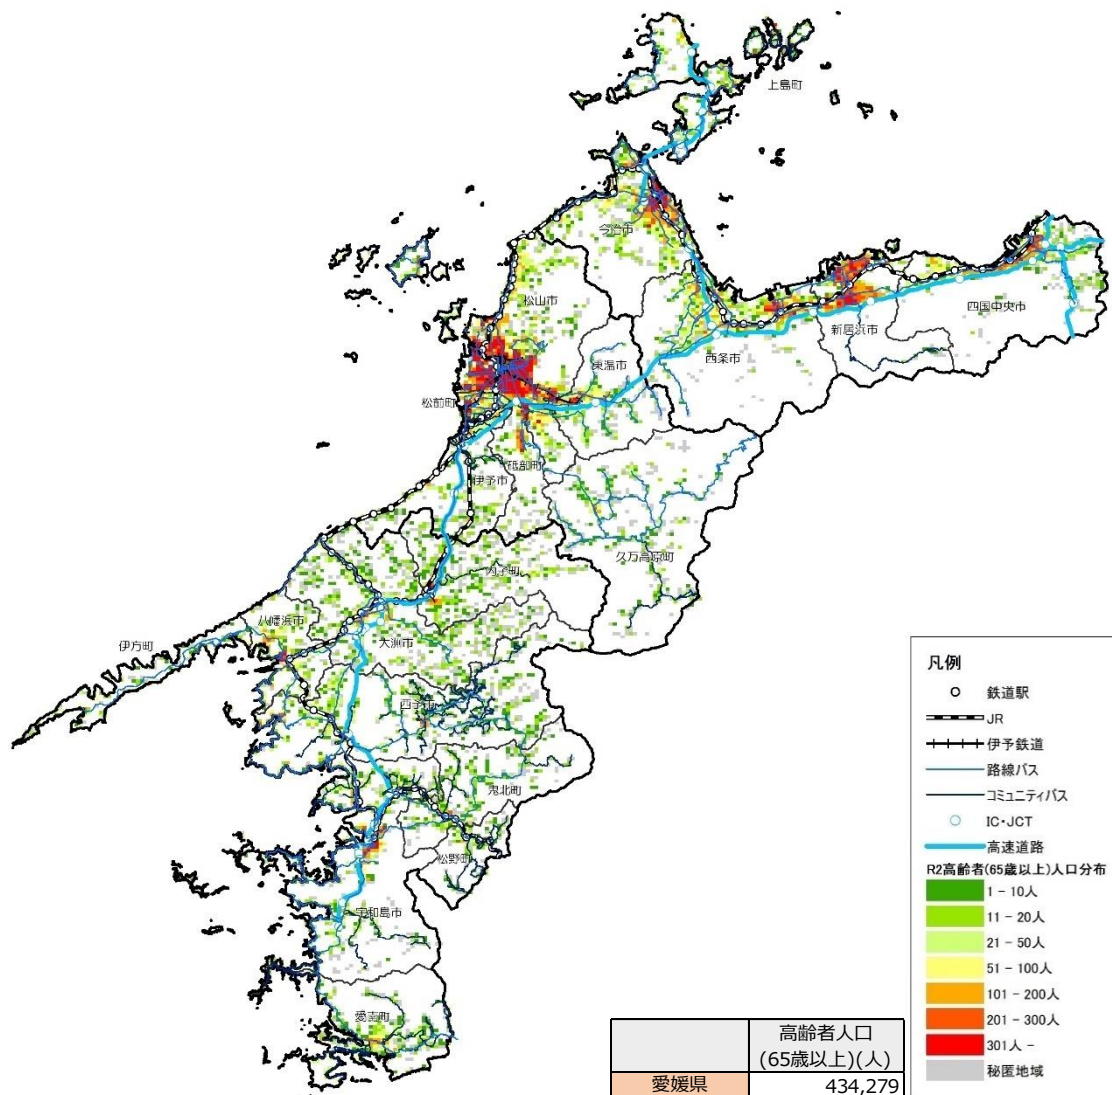 上島町
今治市
松山市
四国中央市
新居浜市
西条市
東温市
松前町
砥部町
伊予市
久万高原町
内子町
八幡浜市
伊方町
大洲市
西予市
鬼北町
松野町
宇和島市
愛南町
凡例
鉄道駅
JR
伊予鉄道
路線バス
コミュニティバス
IC・JCT
高速道路
R2高齢者(65歳以上)人口分布
1 - 10人
11 - 20人
21 - 50人
51 - 100人
101 - 200人
201 - 300人
301人 -
秘匿地域
高齢者人口
(65歳以上)(人)
愛媛県 434,279